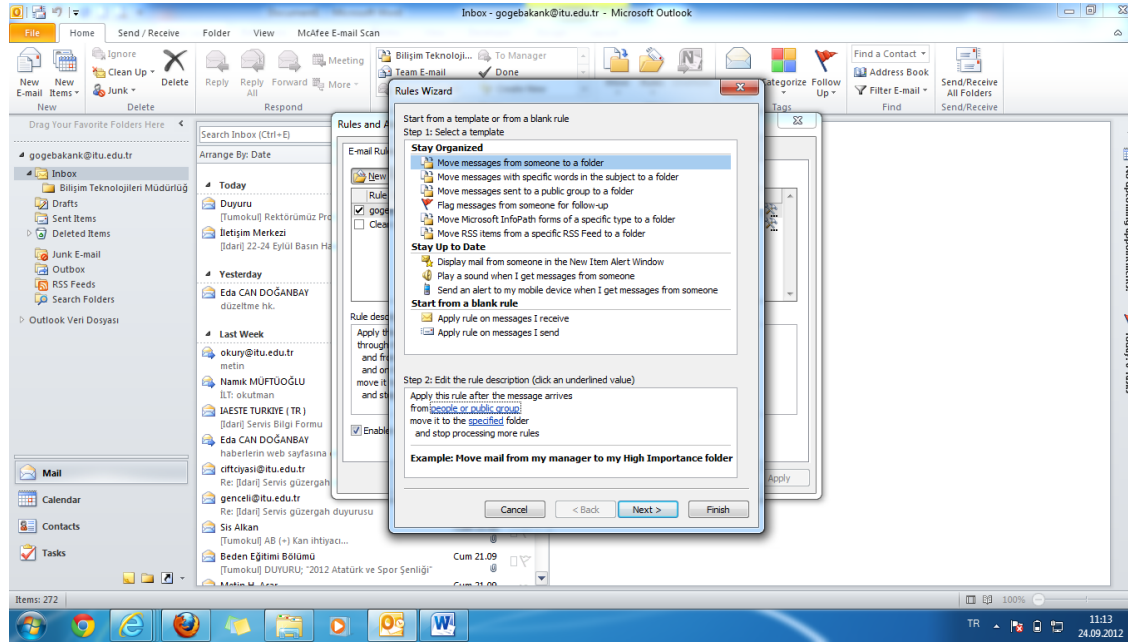 Inbox - gogebakank@itu.edu.tr - Microsoft Outlook
File Home Send / Receive Folder View McAfee E-mail Scan
New E-mail
New Items
Ignore
Clean Up
Junk
Delete
Reply
Reply All
Forward
Meeting
More
Bilişim Teknoloji...
To Manager
Team E-mail
Done
Categorize
Follow Up
Find a Contact
Address Book
Filter E-mail
Send/Receive All Folders
New Delete Respond Tags Find Send/Receive
Drag Your Favorite Folders Here
gogebakank@itu.edu.tr
Inbox
Bilişim Teknolojileri Müdürlüğ
Drafts
Sent Items
Deleted Items
Junk E-mail
Outbox
RSS Feeds
Search Folders
Outlook Veri Dosyası
Mail
Calendar
Contacts
Tasks
Search Inbox (Ctrl+E)
Arrange By: Date
Today
Duyuru
[Tumokul] Rektörümüz Pro
İletişim Merkezi
[Idari] 22-24 Eylül Basın Ha
Yesterday
Eda CAN DOĞANBAY
düzeltme hk.
Last Week
okury@itu.edu.tr
metin
Namık MÜFTÜOĞLU
ILT: okutman
IAESTE TURKIYE ( TR )
[Idari] Servis Bilgi Formu
Eda CAN DOĞANBAY
haberlerin web sayfasına
ciftciyasi@itu.edu.tr
Re: [Idari] Servis güzergah
genceli@itu.edu.tr
Re: [Idari] Servis güzergah duyurusu
Sis Alkan
[Tumokul] AB (+) Kan ihtiyacı...
Beden Eğitimi Bölümü Cum 21.09
[Tumokul] DUYURU; "2012 Atatürk ve Spor Şenliği"
Metin H. Acar Cum 21.09
Rules and A
E-mail Rul
New
Rule
goge
Clea
Rule desc
Apply th
through
and fro
and on
move it
and sto
Enable
Apply
Rules Wizard
Start from a template or from a blank rule
Step 1: Select a template
Stay Organized
Move messages from someone to a folder
Move messages with specific words in the subject to a folder
Move messages sent to a public group to a folder
Flag messages from someone for follow-up
Move Microsoft InfoPath forms of a specific type to a folder
Move RSS items from a specific RSS Feed to a folder
Stay Up to Date
Display mail from someone in the New Item Alert Window
Play a sound when I get messages from someone
Send an alert to my mobile device when I get messages from someone
Start from a blank rule
Apply rule on messages I receive
Apply rule on messages I send
Step 2: Edit the rule description (click an underlined value)
Apply this rule after the message arrives
from people or public group
move it to the specified folder
and stop processing more rules
Example: Move mail from my manager to my High Importance folder
Cancel < Back Next > Finish
Items: 272
100%
TR
11:13
24.09.2012